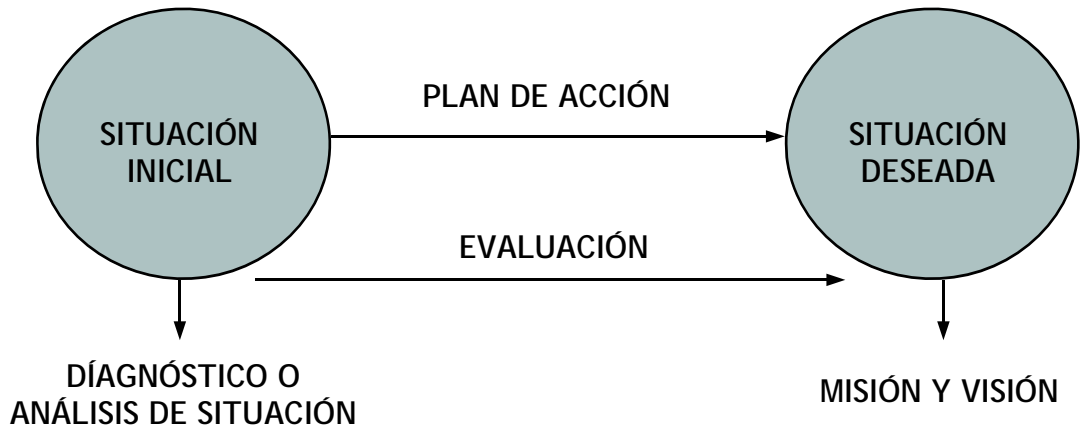 PLAN DE ACCIÓN
SITUACIÓN
INICIAL
SITUACIÓN
DESEADA
EVALUACIÓN
DÍAGNÓSTICO O
ANÁLISIS DE SITUACIÓN
MISIÓN Y VISIÓN